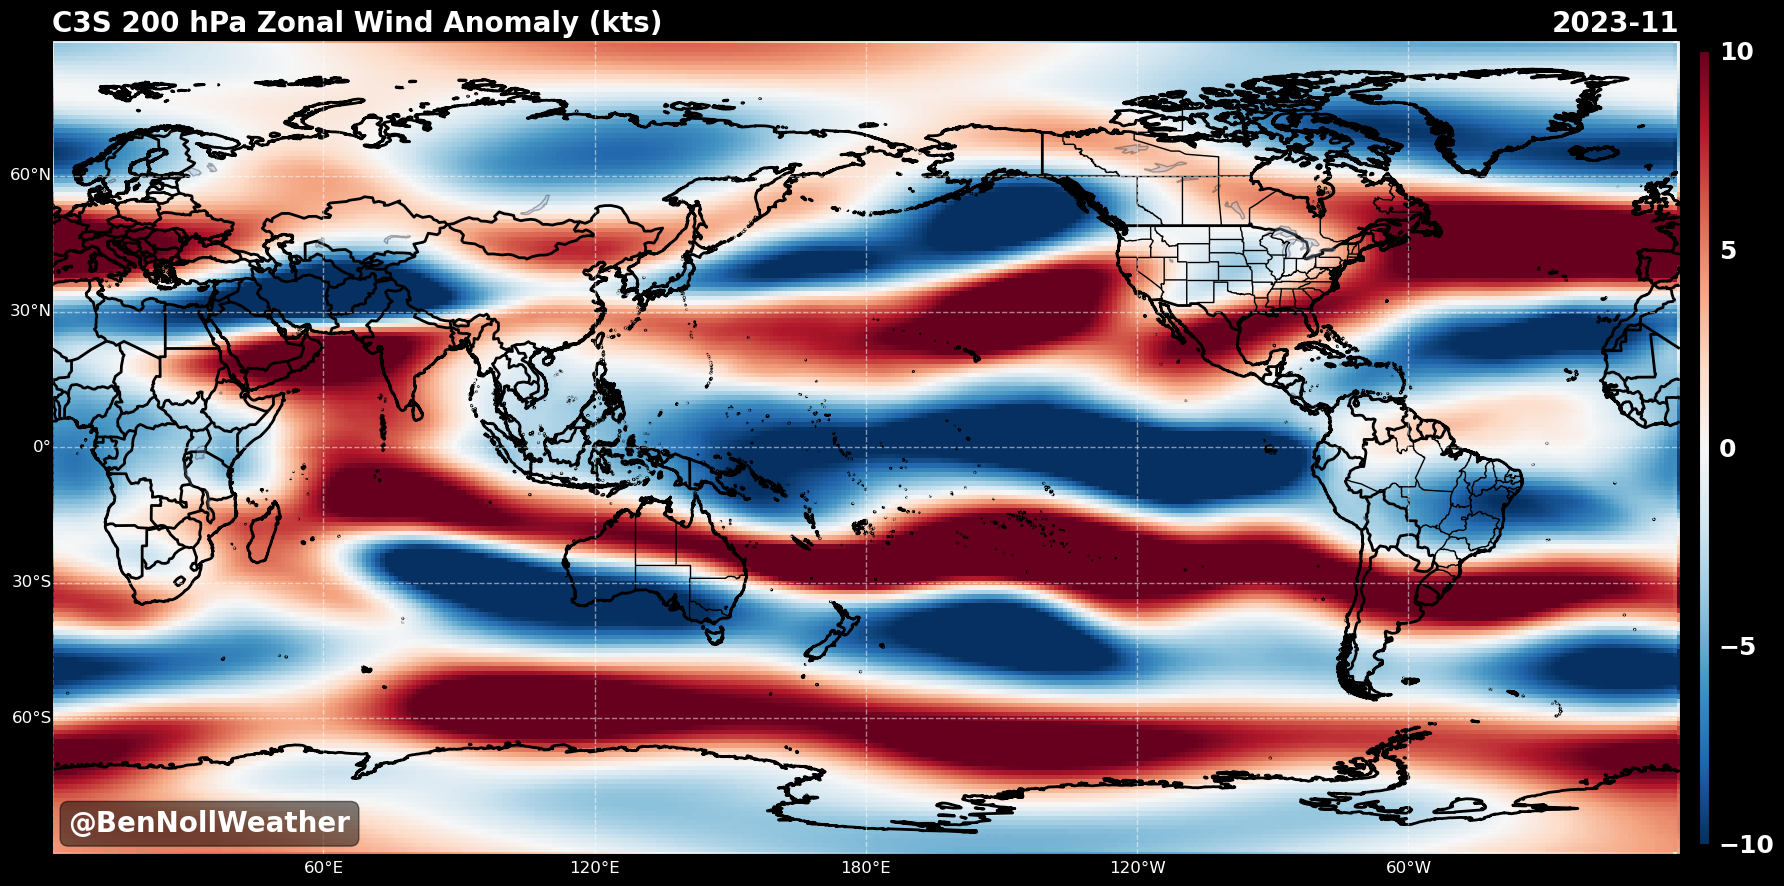 C3S 200 hPa Zonal Wind Anomaly (kts)
2023-11
10
5
0
−5
−10
60°N
30°N
0°
30°S
60°S
60°E
120°E
180°E
120°W
60°W
@BenNollWeather